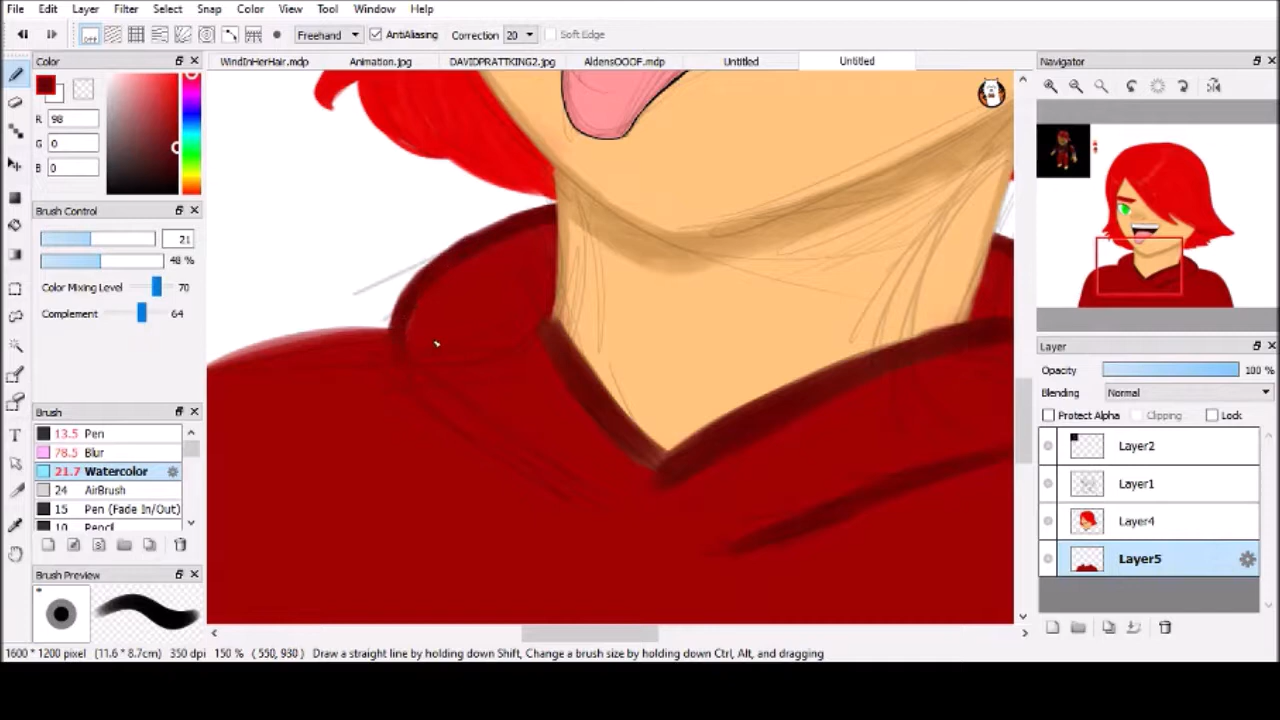 File Edit Layer Filter Select Snap Color View Tool Window Help
OFF Freehand AntiAliasing Correction 20 Soft Edge
Color WindInHerHair.mdp Animation.jpg DAVIDPRATTKING2.jpg AldensOOOF.mdp Untitled Untitled Navigator
R 98
G 0
B 0
Brush Control
21
48 %
Color Mixing Level 70
Complement 64
Layer
Opacity 100 %
Blending Normal
Protect Alpha Clipping Lock
Brush
13.5 Pen
78.5 Blur
21.7 Watercolor
24 AirBrush
15 Pen (Fade In/Out)
10 Pencil
Layer2
Layer1
Layer4
Layer5
Brush Preview
1600 * 1200 pixel (11.6 * 8.7cm) 350 dpi 150 % ( 550, 930 ) Draw a straight line by holding down Shift, Change a brush size by holding down Ctrl, Alt, and dragging